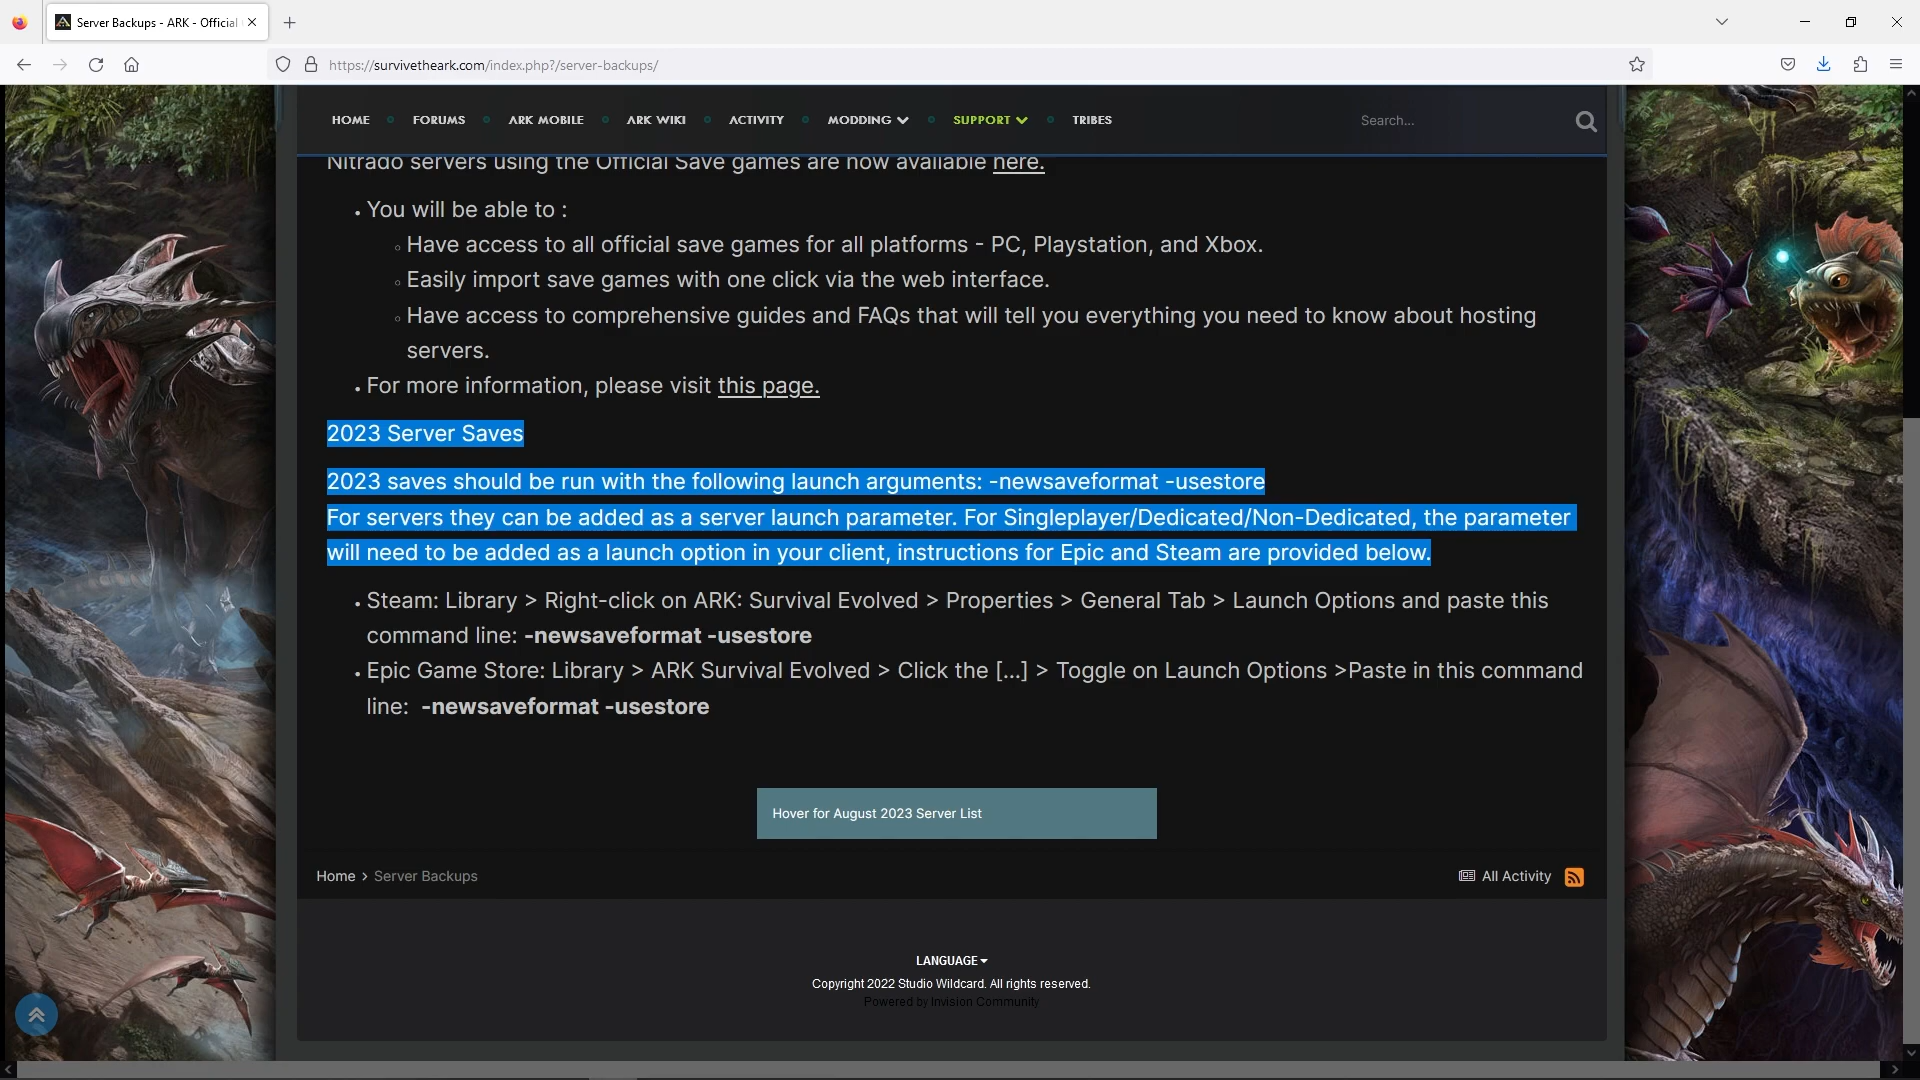 Server Backups - ARK - Official
https://survivetheark.com/index.php?/server-backups/
HOME FORUMS ARK MOBILE ARK WIKI ACTIVITY MODDING SUPPORT TRIBES Search...
Nitrado servers using the Official Save games are now available here.
• You will be able to :
◦ Have access to all official save games for all platforms - PC, Playstation, and Xbox.
◦ Easily import save games with one click via the web interface.
◦ Have access to comprehensive guides and FAQs that will tell you everything you need to know about hosting
servers.
• For more information, please visit this page.
2023 Server Saves
2023 saves should be run with the following launch arguments: -newsaveformat -usestore
For servers they can be added as a server launch parameter. For Singleplayer/Dedicated/Non-Dedicated, the parameter
will need to be added as a launch option in your client, instructions for Epic and Steam are provided below.
• Steam: Library > Right-click on ARK: Survival Evolved > Properties > General Tab > Launch Options and paste this
command line: -newsaveformat -usestore
• Epic Game Store: Library > ARK Survival Evolved > Click the [...] > Toggle on Launch Options >Paste in this command
line: -newsaveformat -usestore
Hover for August 2023 Server List
Home > Server Backups All Activity
LANGUAGE
Copyright 2022 Studio Wildcard. All rights reserved.
Powered by Invision Community